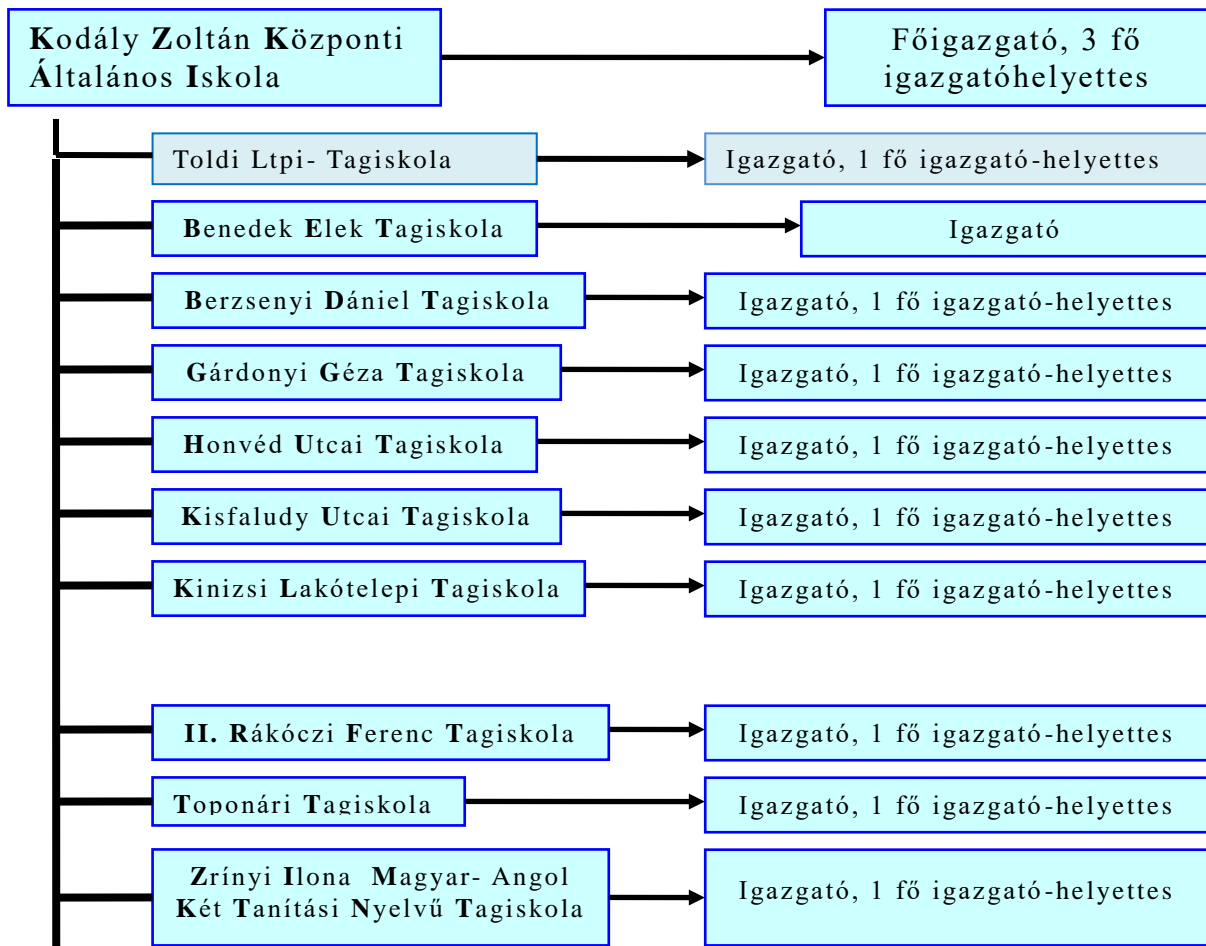 Kodály Zoltán Központi
Általános Iskola
Főigazgató, 3 fő
igazgatóhelyettes
Toldi Ltpi- Tagiskola
Igazgató, 1 fő igazgató-helyettes
Benedek Elek Tagiskola
Igazgató
Berzsenyi Dániel Tagiskola
Igazgató, 1 fő igazgató-helyettes
Gárdonyi Géza Tagiskola
Igazgató, 1 fő igazgató-helyettes
Honvéd Utcai Tagiskola
Igazgató, 1 fő igazgató-helyettes
Kisfaludy Utcai Tagiskola
Igazgató, 1 fő igazgató-helyettes
Kinizsi Lakótelepi Tagiskola
Igazgató, 1 fő igazgató-helyettes
II. Rákóczi Ferenc Tagiskola
Igazgató, 1 fő igazgató-helyettes
Toponári Tagiskola
Igazgató, 1 fő igazgató-helyettes
Zrínyi Ilona Magyar- Angol
Két Tanítási Nyelvű Tagiskola
Igazgató, 1 fő igazgató-helyettes